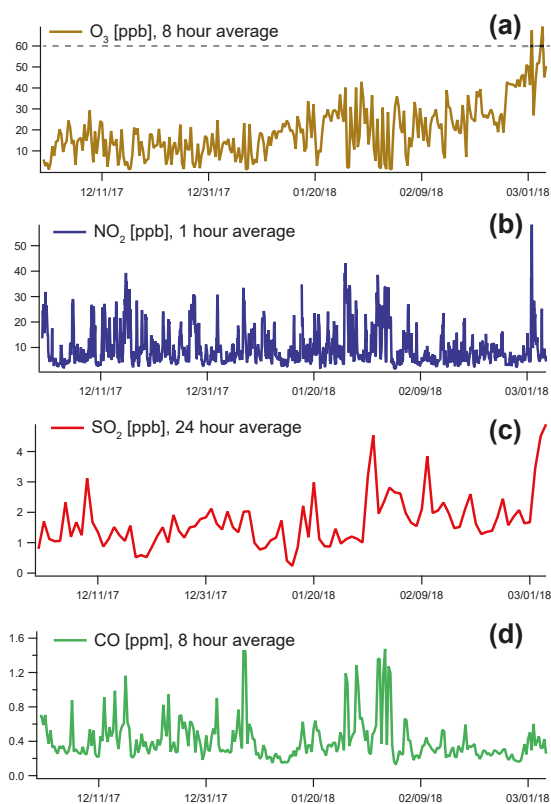 (a)
O3 [ppb], 8 hour average
60
50
40
30
20
10
12/11/17 12/31/17 01/20/18 02/09/18 03/01/18
(b)
NO2 [ppb], 1 hour average
50
40
30
20
10
12/11/17 12/31/17 01/20/18 02/09/18 03/01/18
(c)
SO2 [ppb], 24 hour average
4
3
2
1
0
12/11/17 12/31/17 01/20/18 02/09/18 03/01/18
(d)
CO [ppm], 8 hour average
1.6
1.2
0.8
0.4
0.0
12/11/17 12/31/17 01/20/18 02/09/18 03/01/18